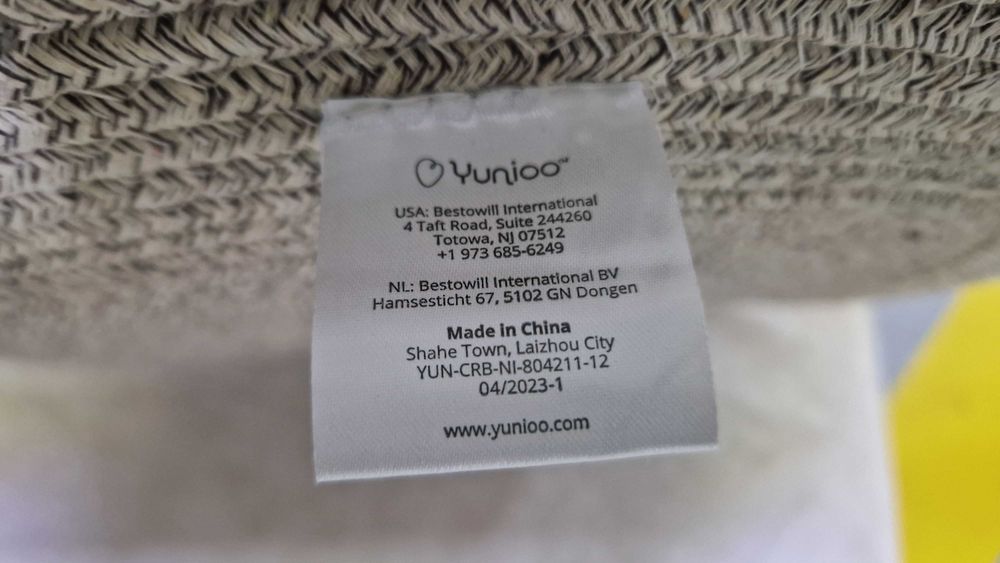 Yunioo™
USA: Bestowill International
4 Taft Road, Suite 244260
Totowa, NJ 07512
+1 973 685-6249
NL: Bestowill International BV
Hamsesticht 67, 5102 GN Dongen
Made in China
Shahe Town, Laizhou City
YUN-CRB-NI-804211-12
04/2023-1
www.yunioo.com